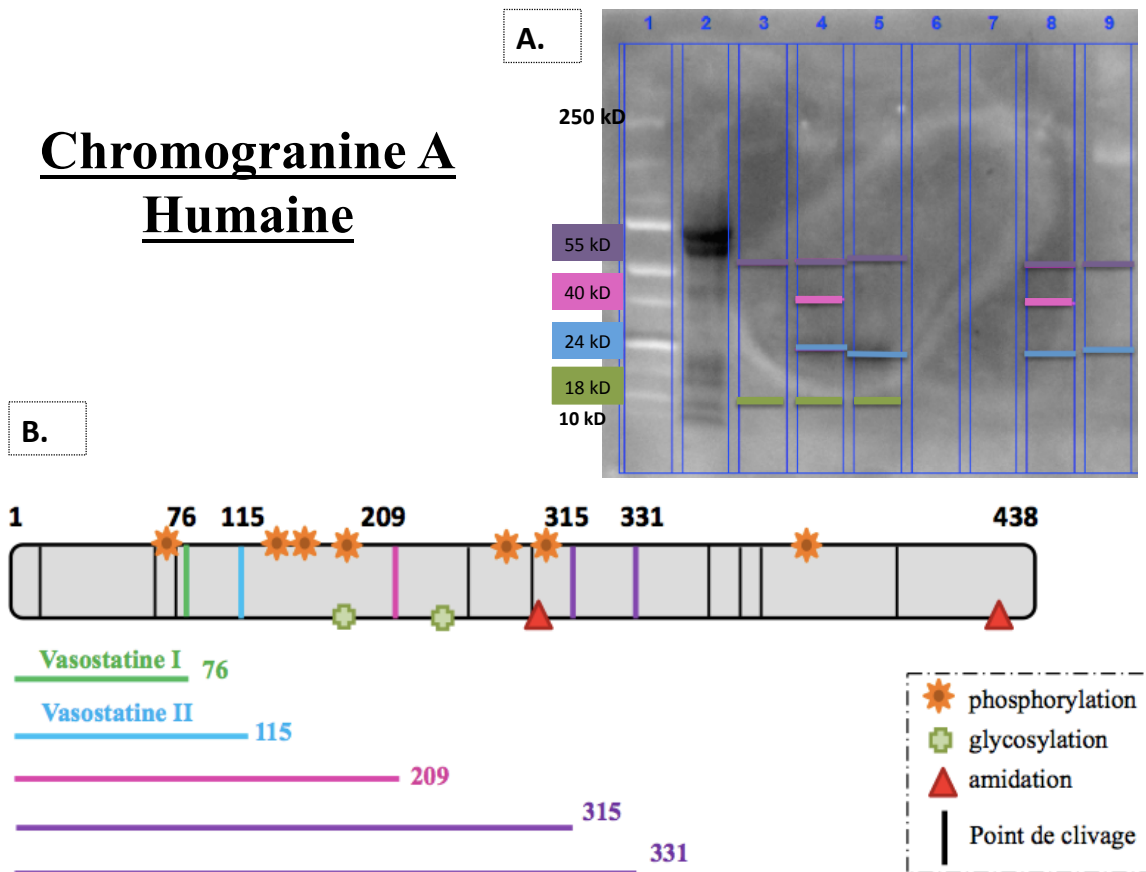 A.
1 2 3 4 5 6 7 8 9
250 kD
Chromogranine A
Humaine
55 kD
40 kD
24 kD
18 kD
10 kD
B.
1 76 115 209 315 331 438
Vasostatine I 76
Vasostatine II 115
209
315
331
phosphorylation
glycosylation
amidation
Point de clivage